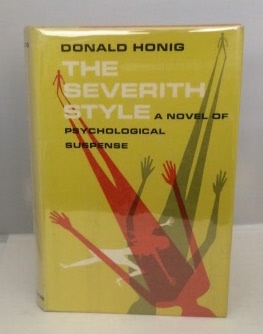 DONALD HONIG
THE
SEVERITH
STYLE A NOVEL OF
PSYCHOLOGICAL
SUSPENSE